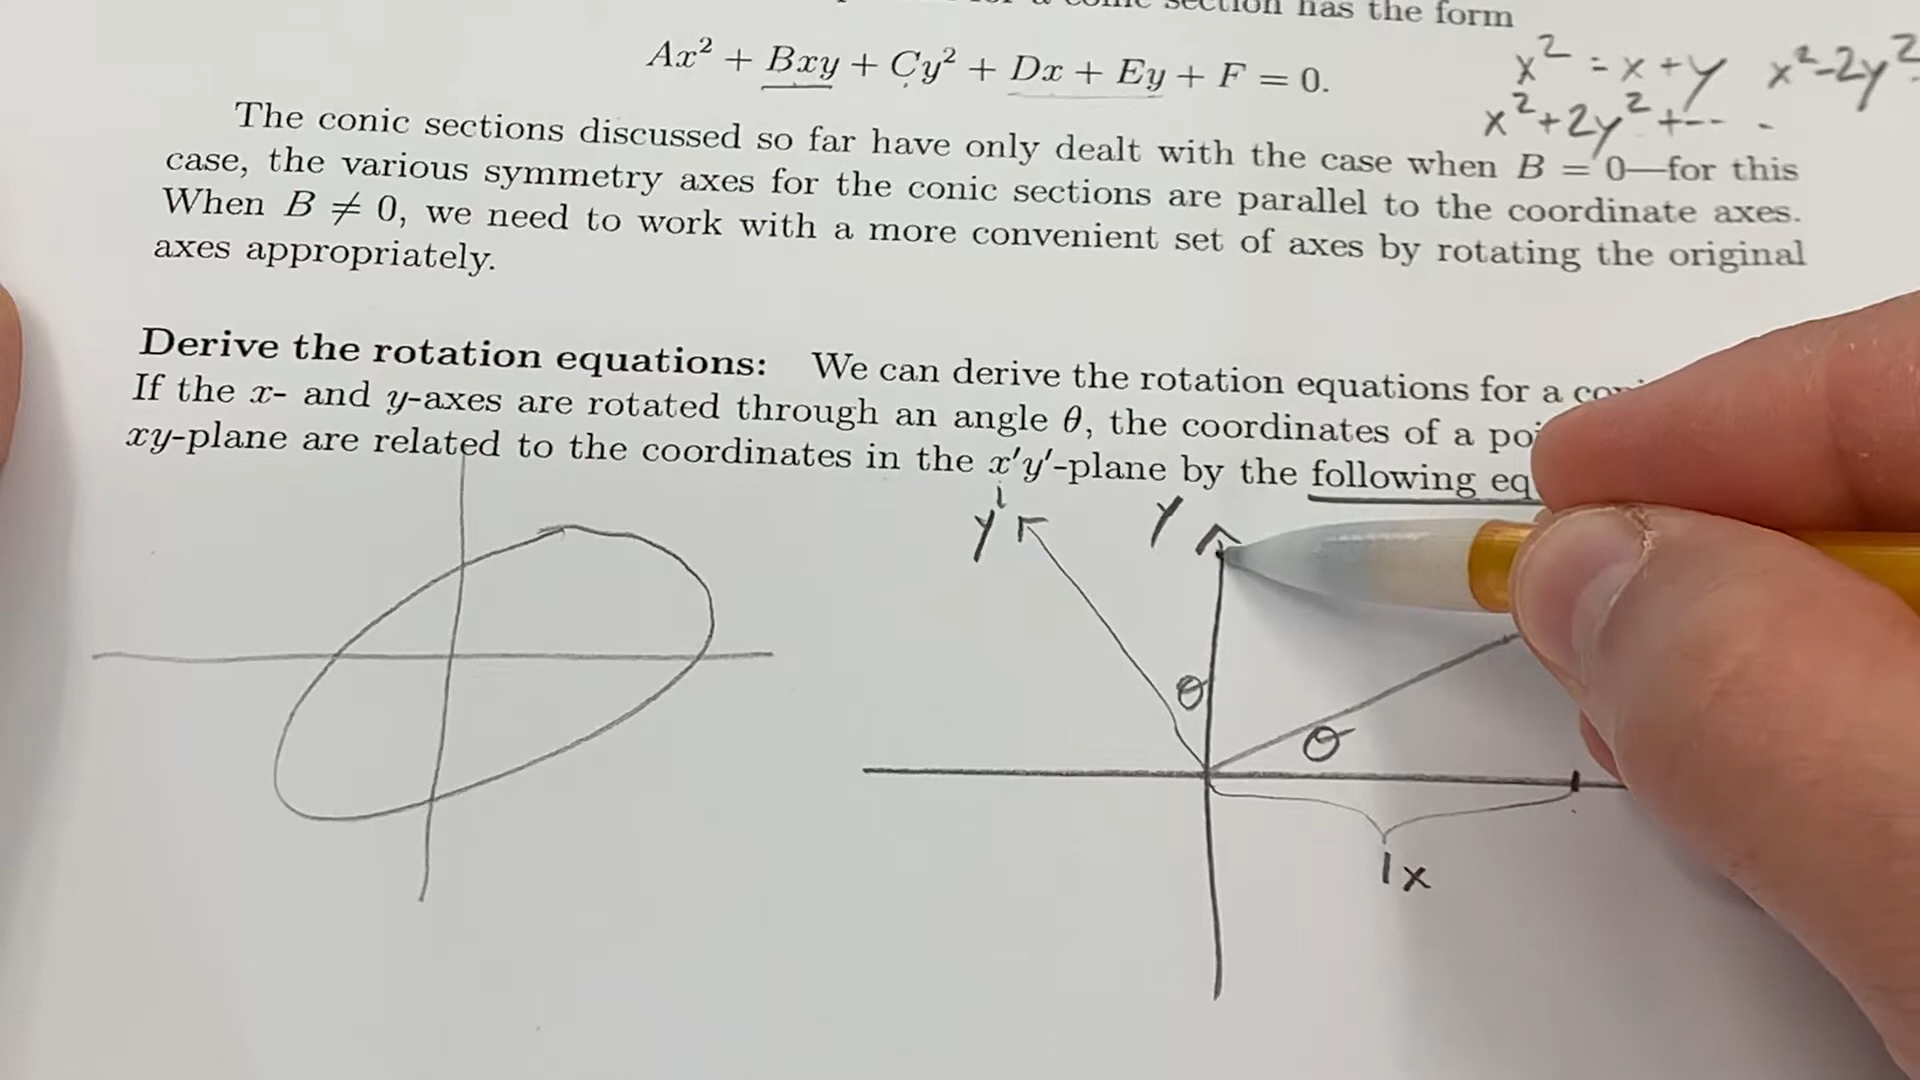 section has the form
Ax² + Bxy + Cy² + Dx + Ey + F = 0.
x² = x + y x²-2y²
x²+2y²+--- -
The conic sections discussed so far have only dealt with the case when B = 0—for this
case, the various symmetry axes for the conic sections are parallel to the coordinate axes.
When B ≠ 0, we need to work with a more convenient set of axes by rotating the original
axes appropriately.
Derive the rotation equations: We can derive the rotation equations for a
If the x- and y-axes are rotated through an angle θ, the coordinates of a
xy-plane are related to the coordinates in the x′y′-plane by the following
y' y
θ
θ
1x